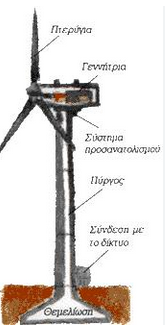 Πτερύγια
Γεννήτρια
Σύστημα
προσανατολισμού
Πύργος
Σύνδεση με
το δίκτυο
Θεμελίωση